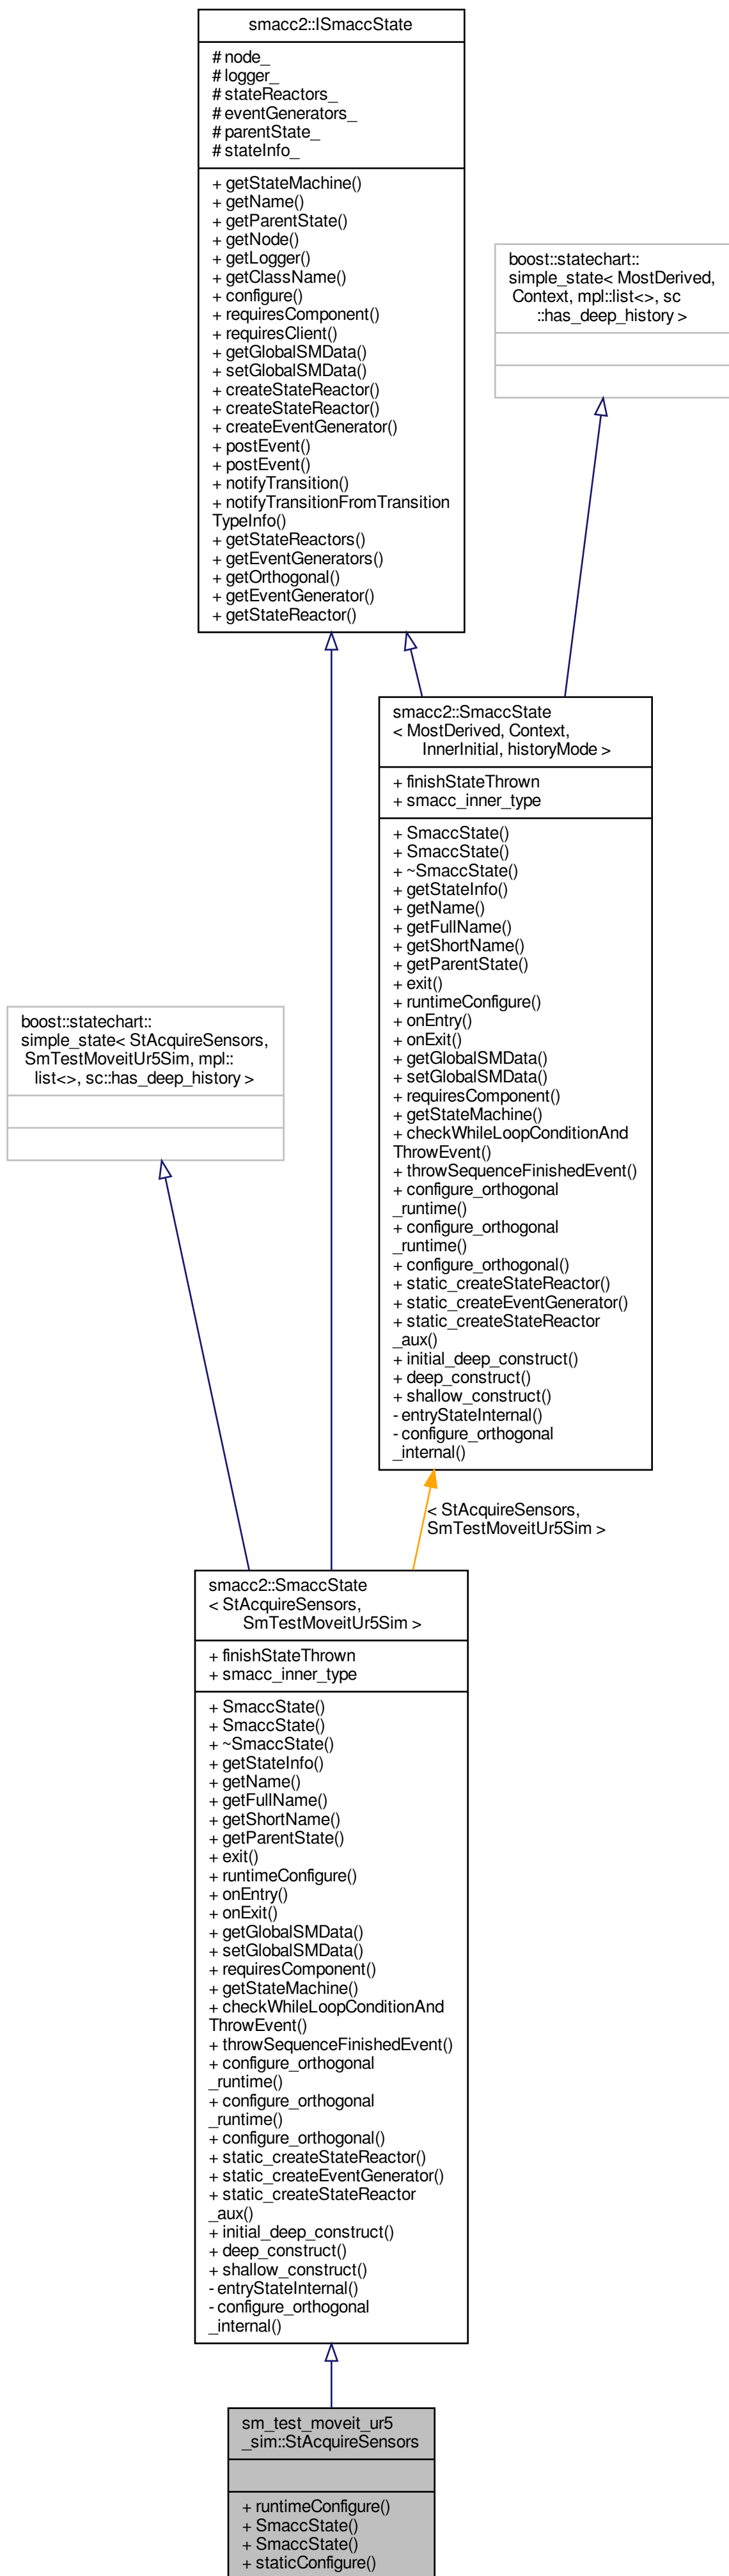 smacc2::ISmaccState
# node_
# logger_
# stateReactors_
# eventGenerators_
# parentState_
# stateInfo_
+ getStateMachine()
+ getName()
+ getParentState()
+ getNode()
+ getLogger()
+ getClassName()
+ configure()
+ requiresComponent()
+ requiresClient()
+ getGlobalSMData()
+ setGlobalSMData()
+ createStateReactor()
+ createStateReactor()
+ createEventGenerator()
+ postEvent()
+ postEvent()
+ notifyTransition()
+ notifyTransitionFromTransition
TypeInfo()
+ getStateReactors()
+ getEventGenerators()
+ getOrthogonal()
+ getEventGenerator()
+ getStateReactor()
boost::statechart::
simple_state< MostDerived,
Context, mpl::list<>, sc
::has_deep_history >
smacc2::SmaccState
< MostDerived, Context,
InnerInitial, historyMode >
+ finishStateThrown
+ smacc_inner_type
+ SmaccState()
+ SmaccState()
+ ~SmaccState()
+ getStateInfo()
+ getName()
+ getFullName()
+ getShortName()
+ getParentState()
+ exit()
+ runtimeConfigure()
+ onEntry()
+ onExit()
+ getGlobalSMData()
+ setGlobalSMData()
+ requiresComponent()
+ getStateMachine()
+ checkWhileLoopConditionAnd
ThrowEvent()
+ throwSequenceFinishedEvent()
+ configure_orthogonal
_runtime()
+ configure_orthogonal
_runtime()
+ configure_orthogonal()
+ static_createStateReactor()
+ static_createEventGenerator()
+ static_createStateReactor
_aux()
+ initial_deep_construct()
+ deep_construct()
+ shallow_construct()
- entryStateInternal()
- configure_orthogonal
_internal()
boost::statechart::
simple_state< StAcquireSensors,
SmTestMoveitUr5Sim, mpl::
list<>, sc::has_deep_history >
< StAcquireSensors,
SmTestMoveitUr5Sim >
smacc2::SmaccState
< StAcquireSensors,
SmTestMoveitUr5Sim >
+ finishStateThrown
+ smacc_inner_type
+ SmaccState()
+ SmaccState()
+ ~SmaccState()
+ getStateInfo()
+ getName()
+ getFullName()
+ getShortName()
+ getParentState()
+ exit()
+ runtimeConfigure()
+ onEntry()
+ onExit()
+ getGlobalSMData()
+ setGlobalSMData()
+ requiresComponent()
+ getStateMachine()
+ checkWhileLoopConditionAnd
ThrowEvent()
+ throwSequenceFinishedEvent()
+ configure_orthogonal
_runtime()
+ configure_orthogonal
_runtime()
+ configure_orthogonal()
+ static_createStateReactor()
+ static_createEventGenerator()
+ static_createStateReactor
_aux()
+ initial_deep_construct()
+ deep_construct()
+ shallow_construct()
- entryStateInternal()
- configure_orthogonal
_internal()
sm_test_moveit_ur5
_sim::StAcquireSensors
+ runtimeConfigure()
+ SmaccState()
+ SmaccState()
+ staticConfigure()